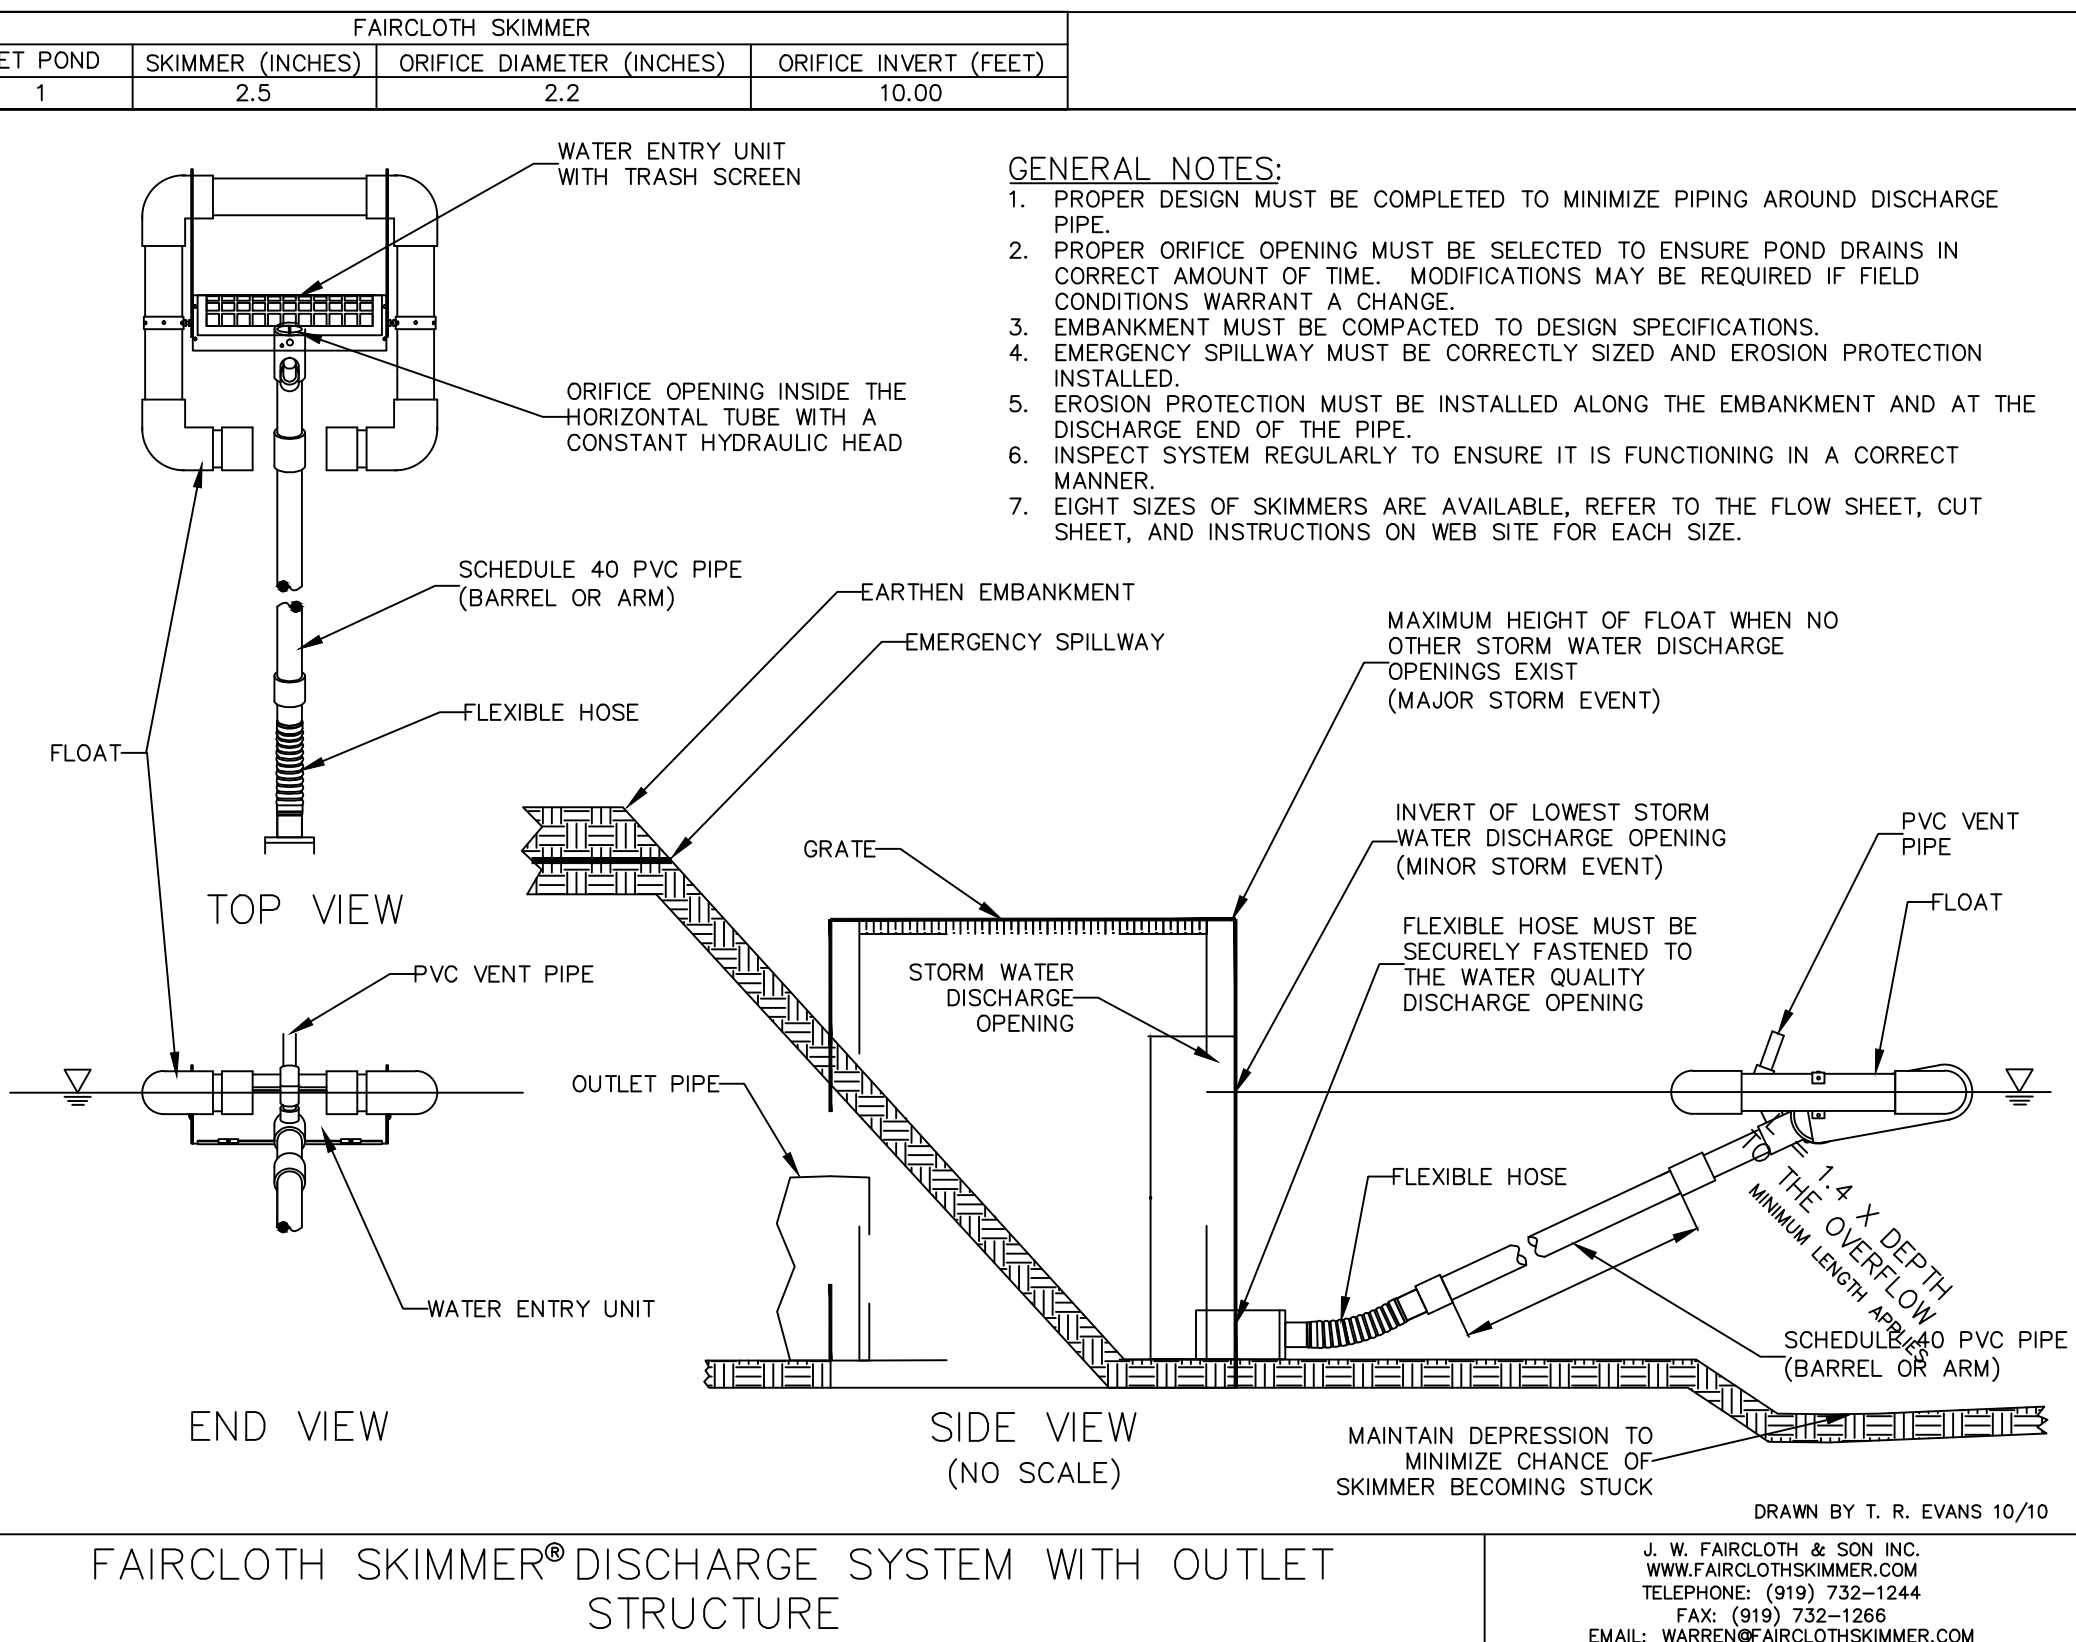 FAIRCLOTH SKIMMER
ET POND SKIMMER (INCHES) ORIFICE DIAMETER (INCHES) ORIFICE INVERT (FEET)
1 2.5 2.2 10.00
WATER ENTRY UNIT
WITH TRASH SCREEN
ORIFICE OPENING INSIDE THE
HORIZONTAL TUBE WITH A
CONSTANT HYDRAULIC HEAD
SCHEDULE 40 PVC PIPE
(BARREL OR ARM)
FLEXIBLE HOSE
FLOAT
TOP VIEW
GENERAL NOTES:
1. PROPER DESIGN MUST BE COMPLETED TO MINIMIZE PIPING AROUND DISCHARGE
PIPE.
2. PROPER ORIFICE OPENING MUST BE SELECTED TO ENSURE POND DRAINS IN
CORRECT AMOUNT OF TIME. MODIFICATIONS MAY BE REQUIRED IF FIELD
CONDITIONS WARRANT A CHANGE.
3. EMBANKMENT MUST BE COMPACTED TO DESIGN SPECIFICATIONS.
4. EMERGENCY SPILLWAY MUST BE CORRECTLY SIZED AND EROSION PROTECTION
INSTALLED.
5. EROSION PROTECTION MUST BE INSTALLED ALONG THE EMBANKMENT AND AT THE
DISCHARGE END OF THE PIPE.
6. INSPECT SYSTEM REGULARLY TO ENSURE IT IS FUNCTIONING IN A CORRECT
MANNER.
7. EIGHT SIZES OF SKIMMERS ARE AVAILABLE, REFER TO THE FLOW SHEET, CUT
SHEET, AND INSTRUCTIONS ON WEB SITE FOR EACH SIZE.
EARTHEN EMBANKMENT
EMERGENCY SPILLWAY
MAXIMUM HEIGHT OF FLOAT WHEN NO
OTHER STORM WATER DISCHARGE
OPENINGS EXIST
(MAJOR STORM EVENT)
GRATE
INVERT OF LOWEST STORM
WATER DISCHARGE OPENING
(MINOR STORM EVENT)
PVC VENT
PIPE
FLOAT
FLEXIBLE HOSE MUST BE
SECURELY FASTENED TO
THE WATER QUALITY
DISCHARGE OPENING
STORM WATER
DISCHARGE
OPENING
PVC VENT PIPE
OUTLET PIPE
WATER ENTRY UNIT
END VIEW
FLEXIBLE HOSE
L = 1.4 X DEPTH
TO THE OVERFLOW
MINIMUM LENGTH APPLIES
SCHEDULE 40 PVC PIPE
(BARREL OR ARM)
SIDE VIEW
(NO SCALE)
MAINTAIN DEPRESSION TO
MINIMIZE CHANCE OF
SKIMMER BECOMING STUCK
DRAWN BY T. R. EVANS 10/10
FAIRCLOTH SKIMMER® DISCHARGE SYSTEM WITH OUTLET
STRUCTURE
J. W. FAIRCLOTH & SON INC.
WWW.FAIRCLOTHSKIMMER.COM
TELEPHONE: (919) 732-1244
FAX: (919) 732-1266
EMAIL: WARREN@FAIRCLOTHSKIMMER.COM